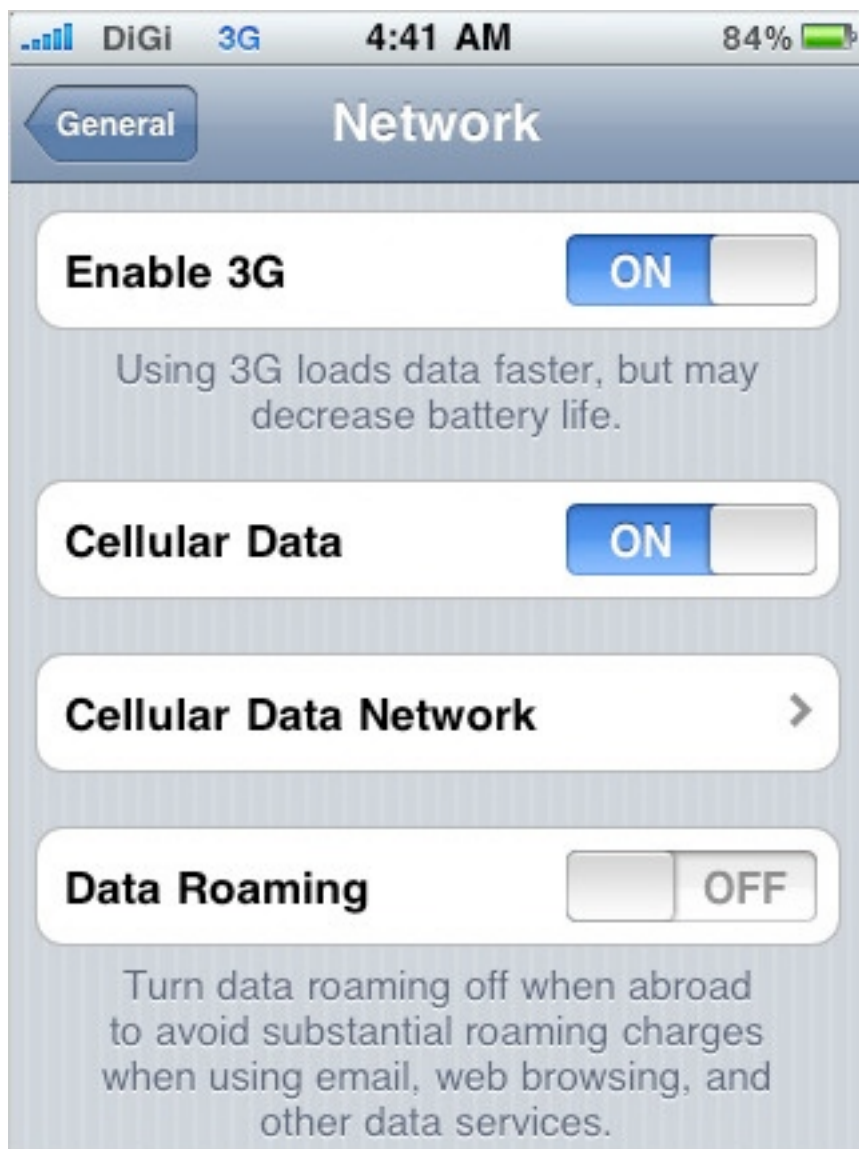 DiGi 3G 4:41 AM 84%
General Network
Enable 3G ON
Using 3G loads data faster, but may
decrease battery life.
Cellular Data ON
Cellular Data Network
Data Roaming OFF
Turn data roaming off when abroad
to avoid substantial roaming charges
when using email, web browsing, and
other data services.